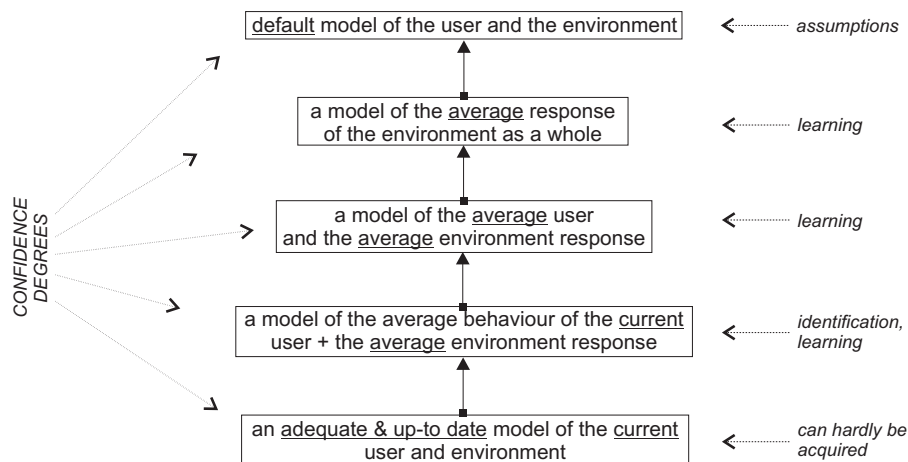 default model of the user and the environment
assumptions
a model of the average response
of the environment as a whole
learning
CONFIDENCE
DEGREES
a model of the average user
and the average environment response
learning
a model of the average behaviour of the current
user + the average environment response
identification,
learning
an adequate & up-to date model of the current
user and environment
can hardly be
acquired